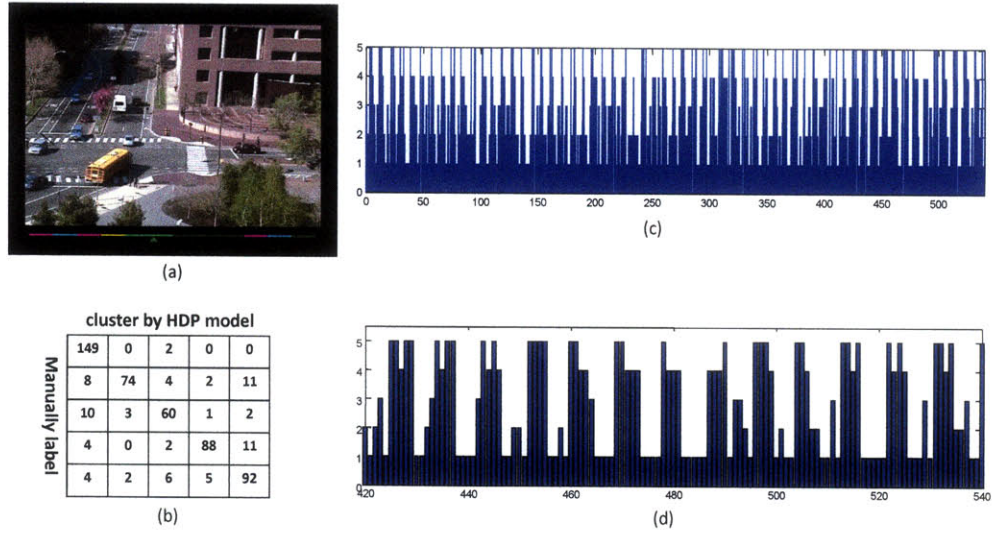 (a)
5
4
3
2
1
0
0 50 100 150 200 250 300 350 400 450 500
(c)
cluster by HDP model
Manually label
149 0 2 0 0
8 74 4 2 11
10 3 60 1 2
4 0 2 88 11
4 2 6 5 92
(b)
5
4
3
2
1
0
420 440 460 480 500 520 540
(d)